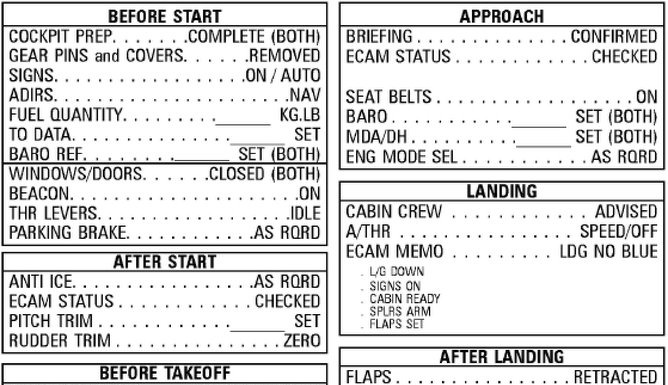 BEFORE START
COCKPIT PREP.......COMPLETE (BOTH)
GEAR PINS and COVERS......REMOVED
SIGNS.................ON / AUTO
ADIRS.....................NAV
FUEL QUANTITY.........______ KG.LB
TO DATA...............______ SET
BARO REF.........______ SET (BOTH)
WINDOWS/DOORS......CLOSED (BOTH)
BEACON.....................ON
THR LEVERS.................IDLE
PARKING BRAKE...........AS RQRD
AFTER START
ANTI ICE................AS RQRD
ECAM STATUS............CHECKED
PITCH TRIM............______ SET
RUDDER TRIM...............ZERO
BEFORE TAKEOFF
APPROACH
BRIEFING.............CONFIRMED
ECAM STATUS............CHECKED
SEAT BELTS..................ON
BARO...........______ SET (BOTH)
MDA/DH.........______ SET (BOTH)
ENG MODE SEL...........AS RQRD
LANDING
CABIN CREW............ADVISED
A/THR..............SPEED/OFF
ECAM MEMO.........LDG NO BLUE
. L/G DOWN
. SIGNS ON
. CABIN READY
. SPLRS ARM
. FLAPS SET
AFTER LANDING
FLAPS................RETRACTED